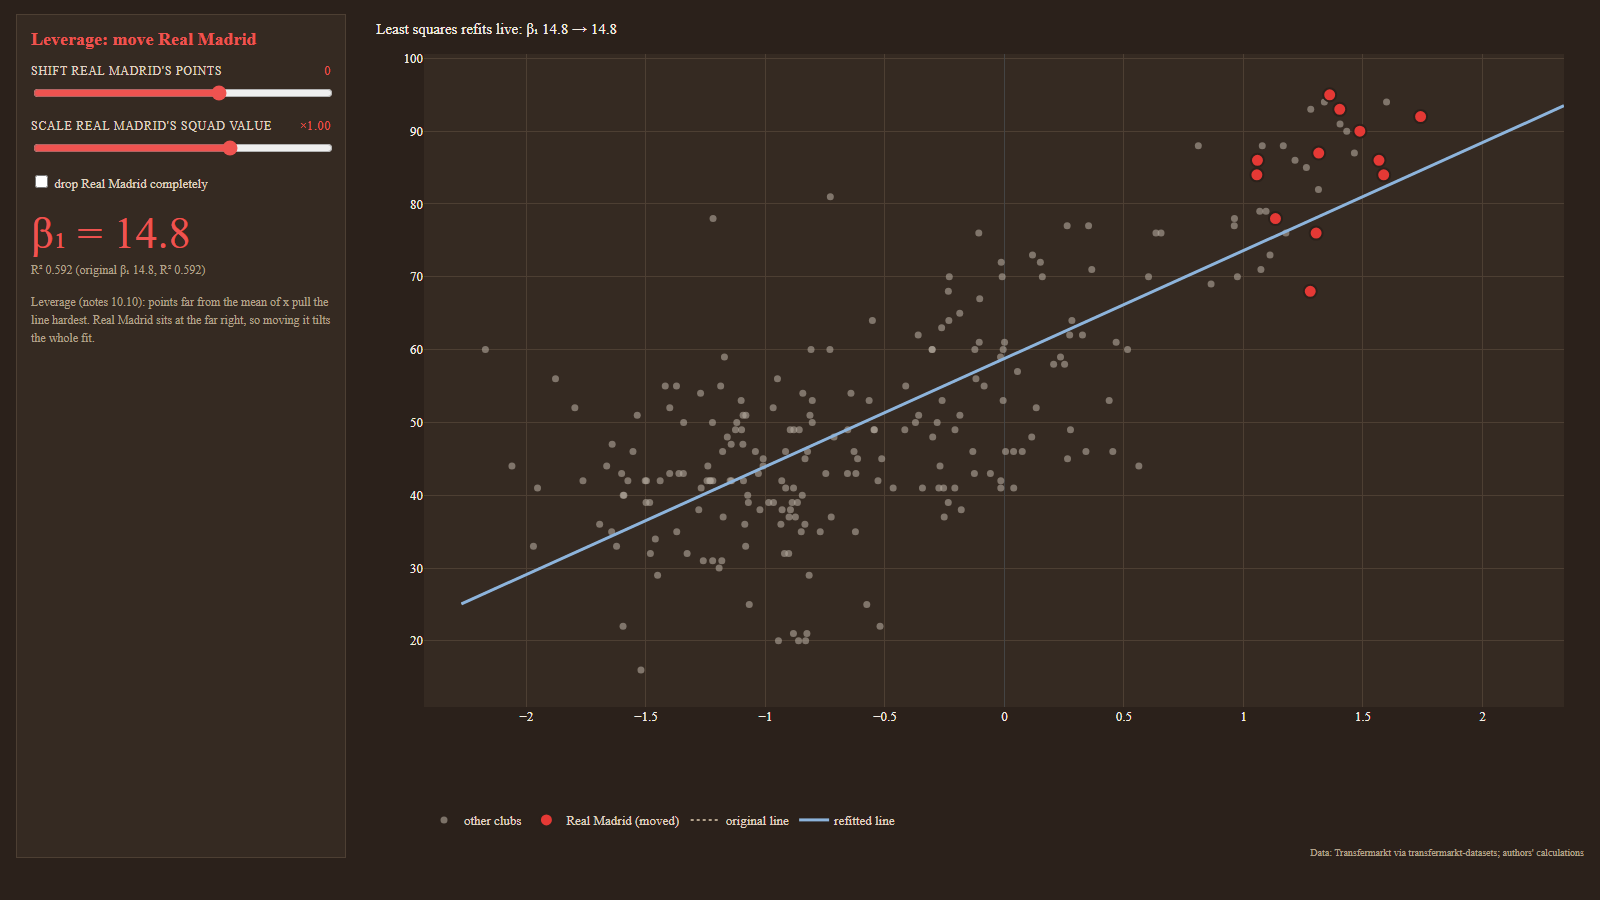 Leverage: move Real Madrid
SHIFT REAL MADRID'S POINTS 0
SCALE REAL MADRID'S SQUAD VALUE ×1.00
drop Real Madrid completely
β₁ = 14.8
R² 0.592 (original β₁ 14.8, R² 0.592)
Leverage (notes 10.10): points far from the mean of x pull the
line hardest. Real Madrid sits at the far right, so moving it tilts
the whole fit.
Least squares refits live: β₁ 14.8 → 14.8
100
90
80
70
60
50
40
30
20
−2 −1.5 −1 −0.5 0 0.5 1 1.5 2
other clubs Real Madrid (moved) original line refitted line
Data: Transfermarkt via transfermarkt-datasets; authors' calculations